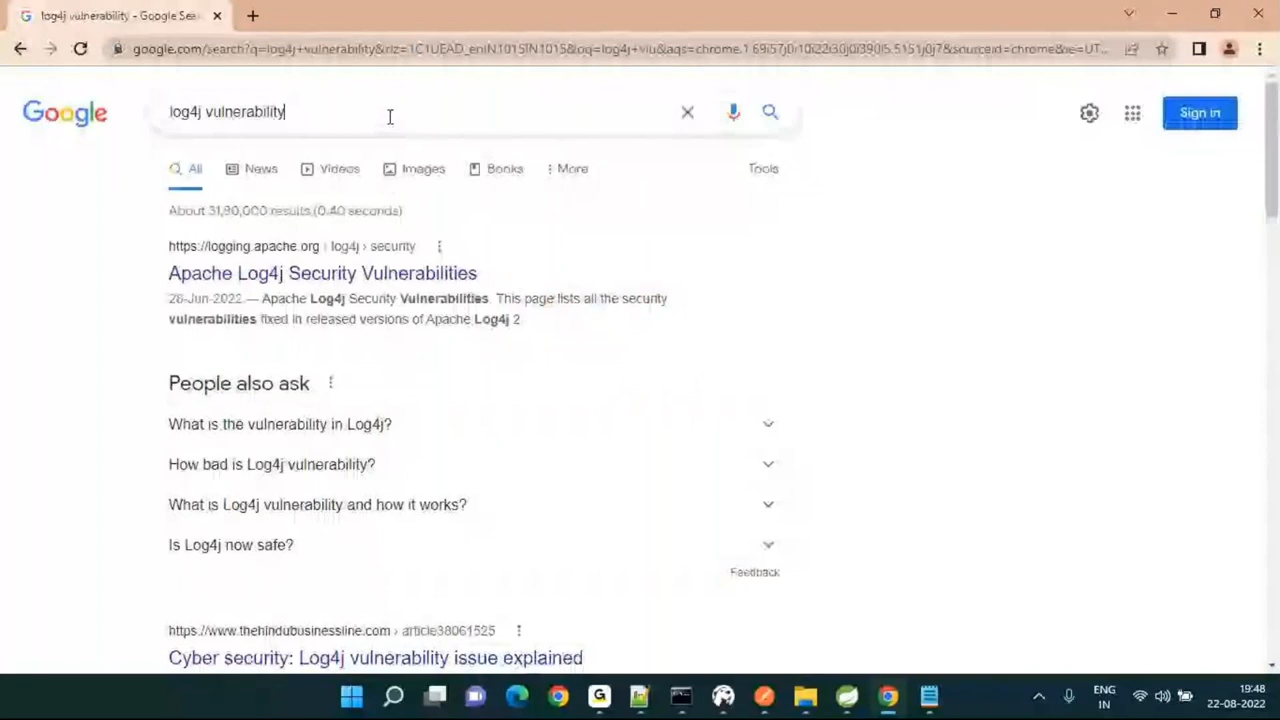 log4j vulnerability - Google Sea
google.com/search?q=log4j+vulnerability&rlz=1C1UEAD_enIN1015IN1015&oq=log4j+vlu&aqs=chrome.1.69i57j0i10i22i30j0i390l5.5151j0j7&sourceid=chrome&ie=UT...
Google
log4j vulnerability
Sign in
All
News
Videos
Images
Books
More
Tools
About 31,80,000 results (0.40 seconds)
https://logging.apache.org › log4j › security
Apache Log4j Security Vulnerabilities
28-Jun-2022 — Apache Log4j Security Vulnerabilities. This page lists all the security
vulnerabilities fixed in released versions of Apache Log4j 2
People also ask
What is the vulnerability in Log4j?
How bad is Log4j vulnerability?
What is Log4j vulnerability and how it works?
Is Log4j now safe?
Feedback
https://www.thehindubusinessline.com › article38061525
Cyber security: Log4j vulnerability issue explained
ENG
IN
19:48
22-08-2022